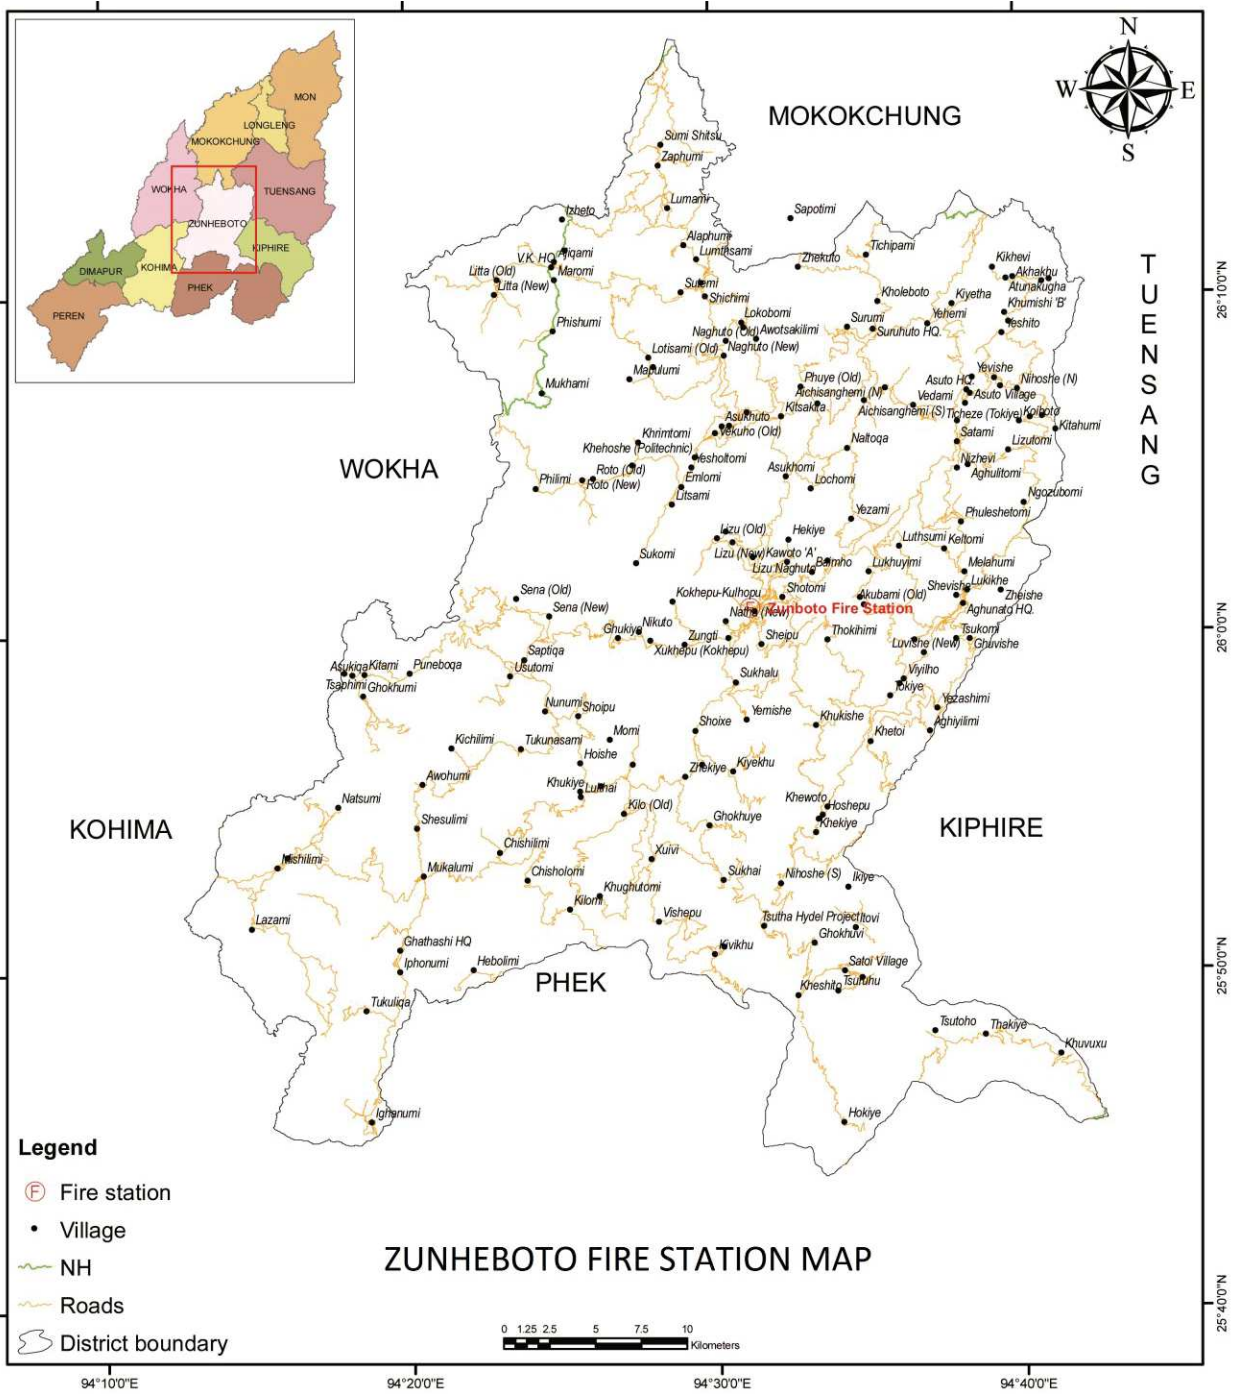 N
W
E
S
MON
LONGLENG
MOKOKCHUNG
WOKHA
TUENSANG
ZUNHEBOTO
KIPHIRE
DIMAPUR
KOHIMA
PHEK
PEREN
MOKOKCHUNG
TUENSANG
WOKHA
KOHIMA
KIPHIRE
PHEK
Sumi Shitsu
Zaphumi
Lumami
Izheto
Sapotimi
Alaphumi
Lumthsami
Tichipami
Ajiqami
V.K. HQ
Maromi
Zhekuto
Kikhevi
Litta (Old)
Litta (New)
Akhakhu
Atunakugha
Sutemi
Shichimi
Kholeboto
Kiyetha
Khumishi 'B'
Phishumi
Lokobomi
Yehemi
Yeshito
Naghuto (Old)
Awotsakilimi
Surumi
Suruhuto HQ.
Lotisami (Old)
Naghuto (New)
Mapulumi
Phuye (Old)
Yevishe
Mukhami
Aichisanghemi (N)
Asuto HQ.
Nihoshe (N)
Vedami
Asuto Village
Kitsakita
Aichisanghemi (S)
Asukhuto
Ticheze (Tokiye)
Kolhoto
Vekuho (Old)
Kitahumi
Khrimtomi
Satami
Khehoshe (Politechnic)
Naltoqa
Lizutomi
Yesholtomi
Nizhevi
Roto (Old)
Asukhomi
Aghulitomi
Philimi
Roto (New)
Emlomi
Lochomi
Litsami
Ngozubomi
Yezami
Phuleshetomi
Lizu (Old)
Hekiye
Luthsumi
Keltomi
Lizu (New)
Kawoto 'A'
Sukomi
Lizu Naghuto
Baimho
Lukhuyimi
Melahumi
Shevishe
Lukikhe
Sena (Old)
Kokhepu-Kulhopu
Shotomi
Akubami (Old)
Zheishe
Zunboto Fire Station
Sena (New)
Natha (New)
Aghunato HQ.
Nikuto
Ghukiye
Zungti
Sheipu
Thokihimi
Tsukomi
Xukhepu (Kokhepu)
Luvishe (New)
Ghuvishe
Saptiqa
Asukiqa
Kitami
Puneboqa
Usutomi
Sukhalu
Viyilho
Tsaphimi
Ghokhumi
Tokiye
Nunumi
Shoipu
Yezashimi
Yemishe
Shoixe
Khukishe
Aghiyilimi
Momi
Khetoi
Kichilimi
Tukunasami
Hoishe
Awohumi
Zhekiye
Kiyekhu
Khukiye
Lukhai
Natsumi
Khewoto
Kilo (Old)
Hoshepu
Shesulimi
Ghokhuye
Khekiye
Chishilimi
Xuivi
Mishilimi
Mukalumi
Chisholomi
Sukhai
Nihoshe (S)
Ikiye
Khughutomi
Kilomi
Lazami
Vishepu
Tsutha Hydel Project
Itovi
Ghathashi HQ
Ghokhuvi
Kivikhu
Iphonumi
Hebolimi
Satoi Village
Kheshito
Tsuruhu
Tukuliqa
Tsutoho
Thakiye
Khuvuxu
Ighanumi
Hokiye
Legend
F Fire station
Village
NH
Roads
District boundary
ZUNHEBOTO FIRE STATION MAP
0 1.25 2.5 5 7.5 10
Kilometers
94°10'0"E
94°20'0"E
94°30'0"E
94°40'0"E
26°10'0"N
26°0'0"N
25°50'0"N
25°40'0"N